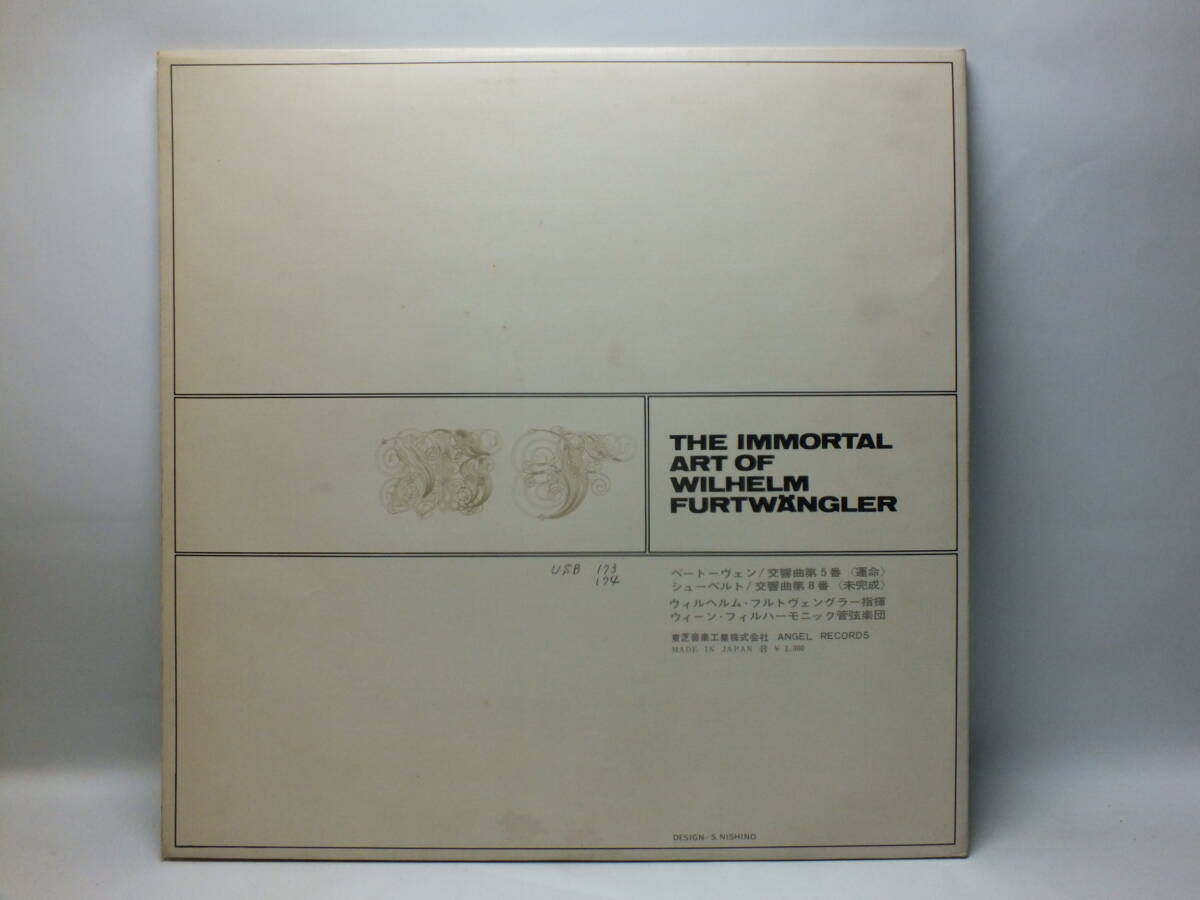 THE IMMORTAL
ART OF
WILHELM
FURTWÄNGLER
USB 173
174
ベートーヴェン/交響曲第5番〈運命〉
シューベルト/交響曲第8番〈未完成〉
ウィルヘルム・フルトヴェングラー指揮
ウィーン・フィルハーモニック管弦楽団
東芝音楽工業株式会社 ANGEL RECORDS
MADE IN JAPAN ¥
DESIGN- S. NISHINO